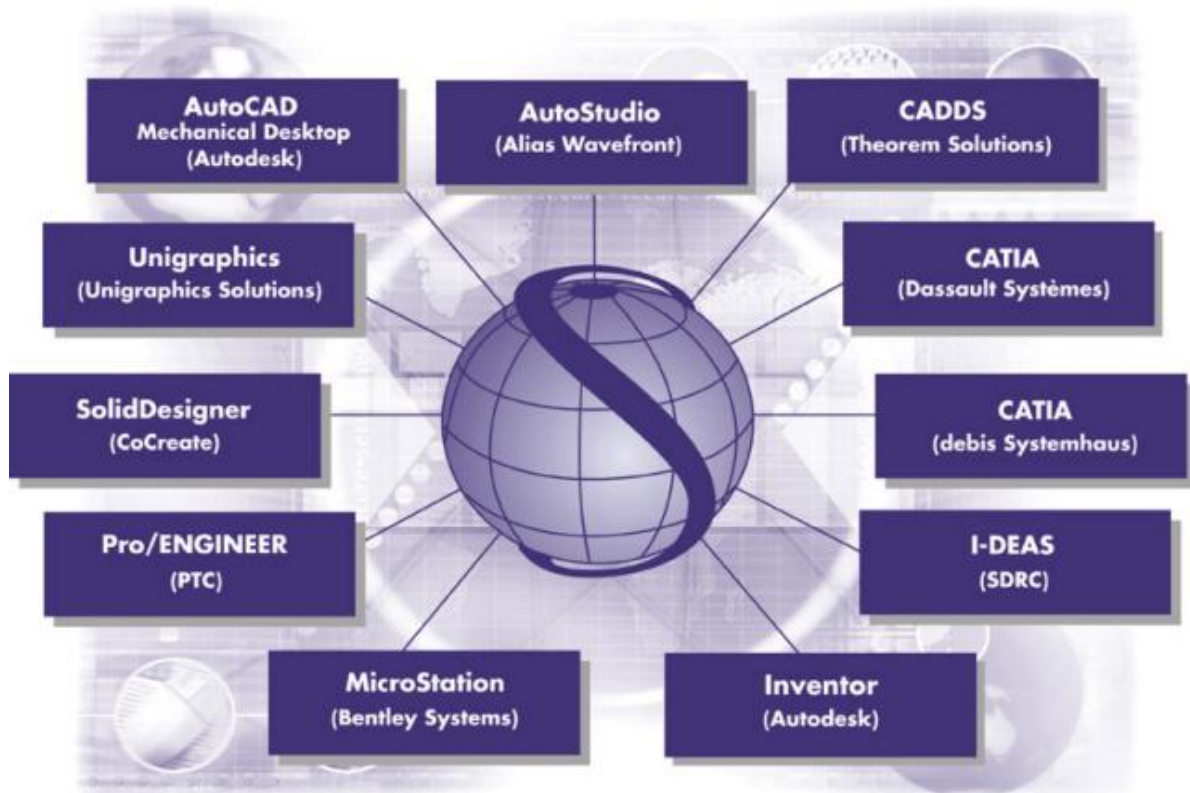 AutoCAD
Mechanical Desktop
(Autodesk)
AutoStudio
(Alias Wavefront)
CADDS
(Theorem Solutions)
Unigraphics
(Unigraphics Solutions)
CATIA
(Dassault Systèmes)
SolidDesigner
(CoCreate)
CATIA
(debis Systemhaus)
Pro/ENGINEER
(PTC)
I-DEAS
(SDRC)
MicroStation
(Bentley Systems)
Inventor
(Autodesk)